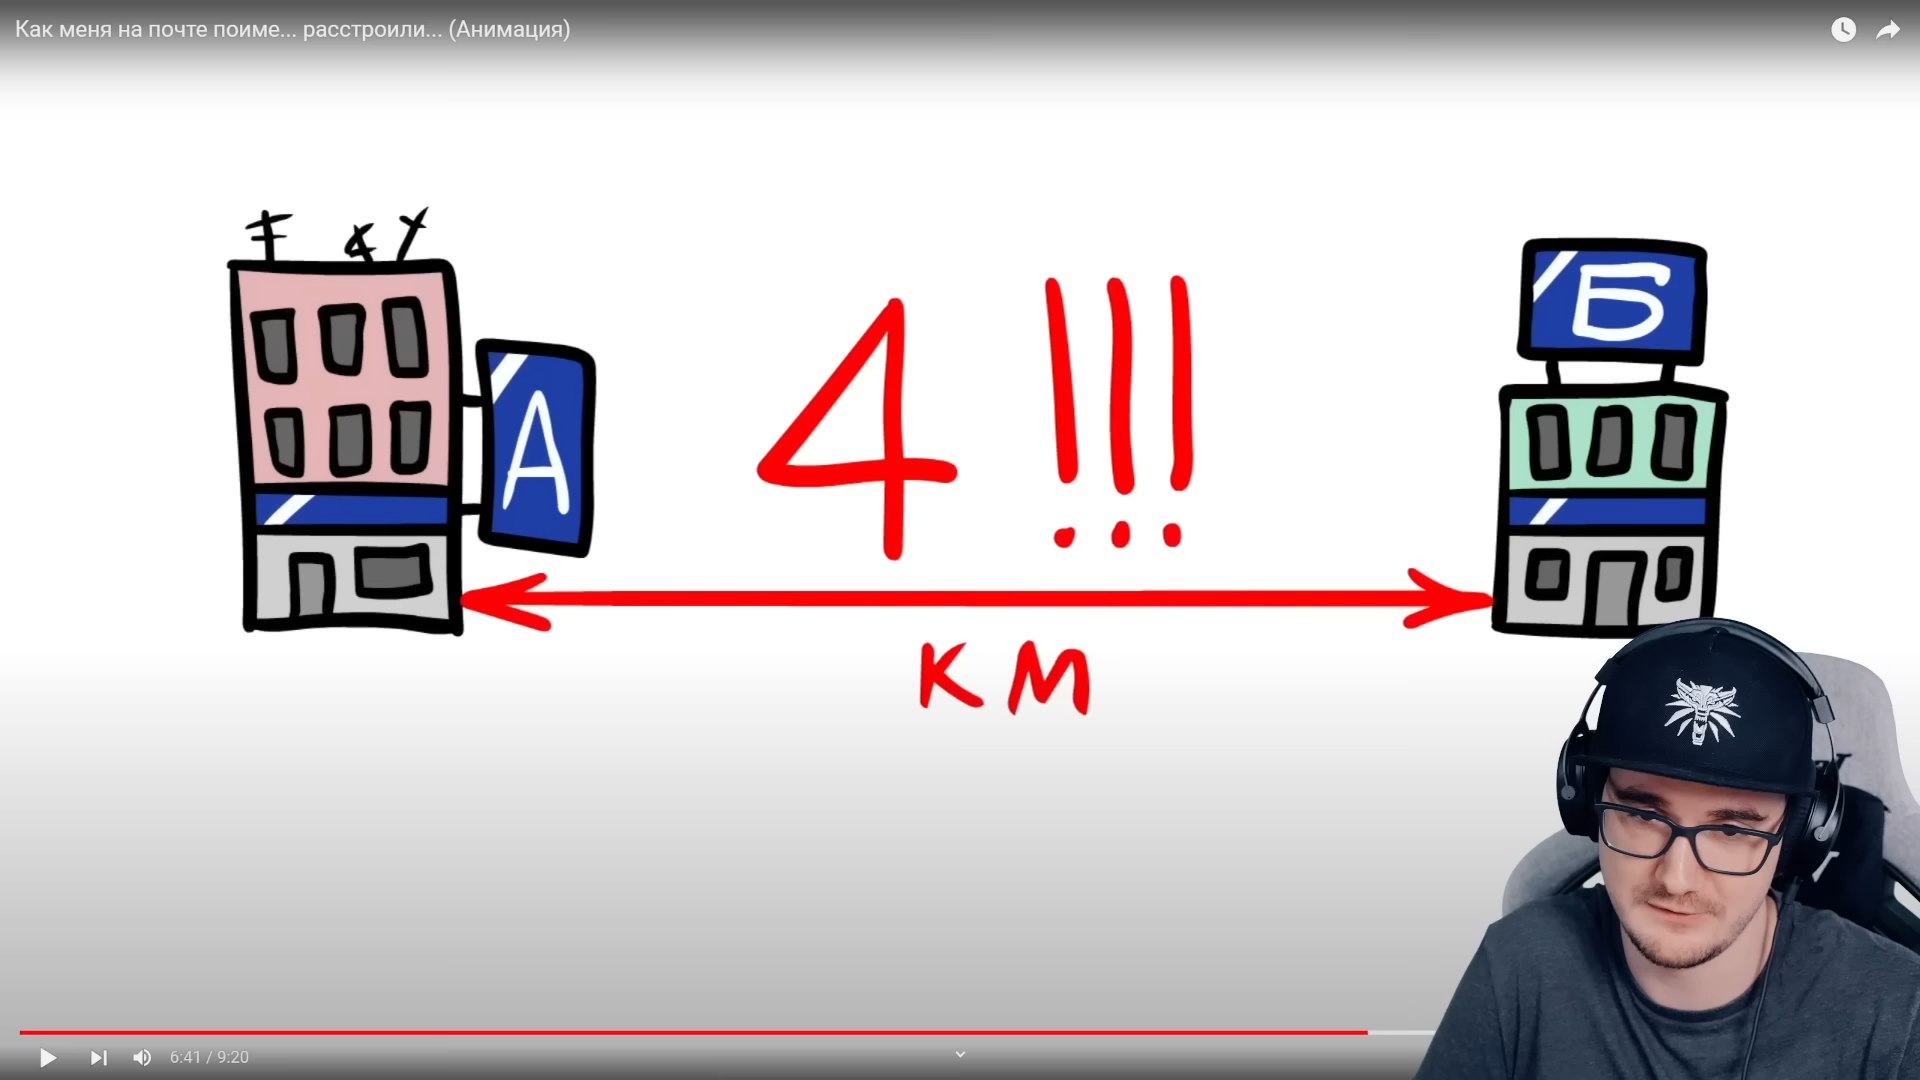 Как меня на почте поиме... расстроили... (Анимация)
А
4 !!!
Б
км
6:41 / 9:20